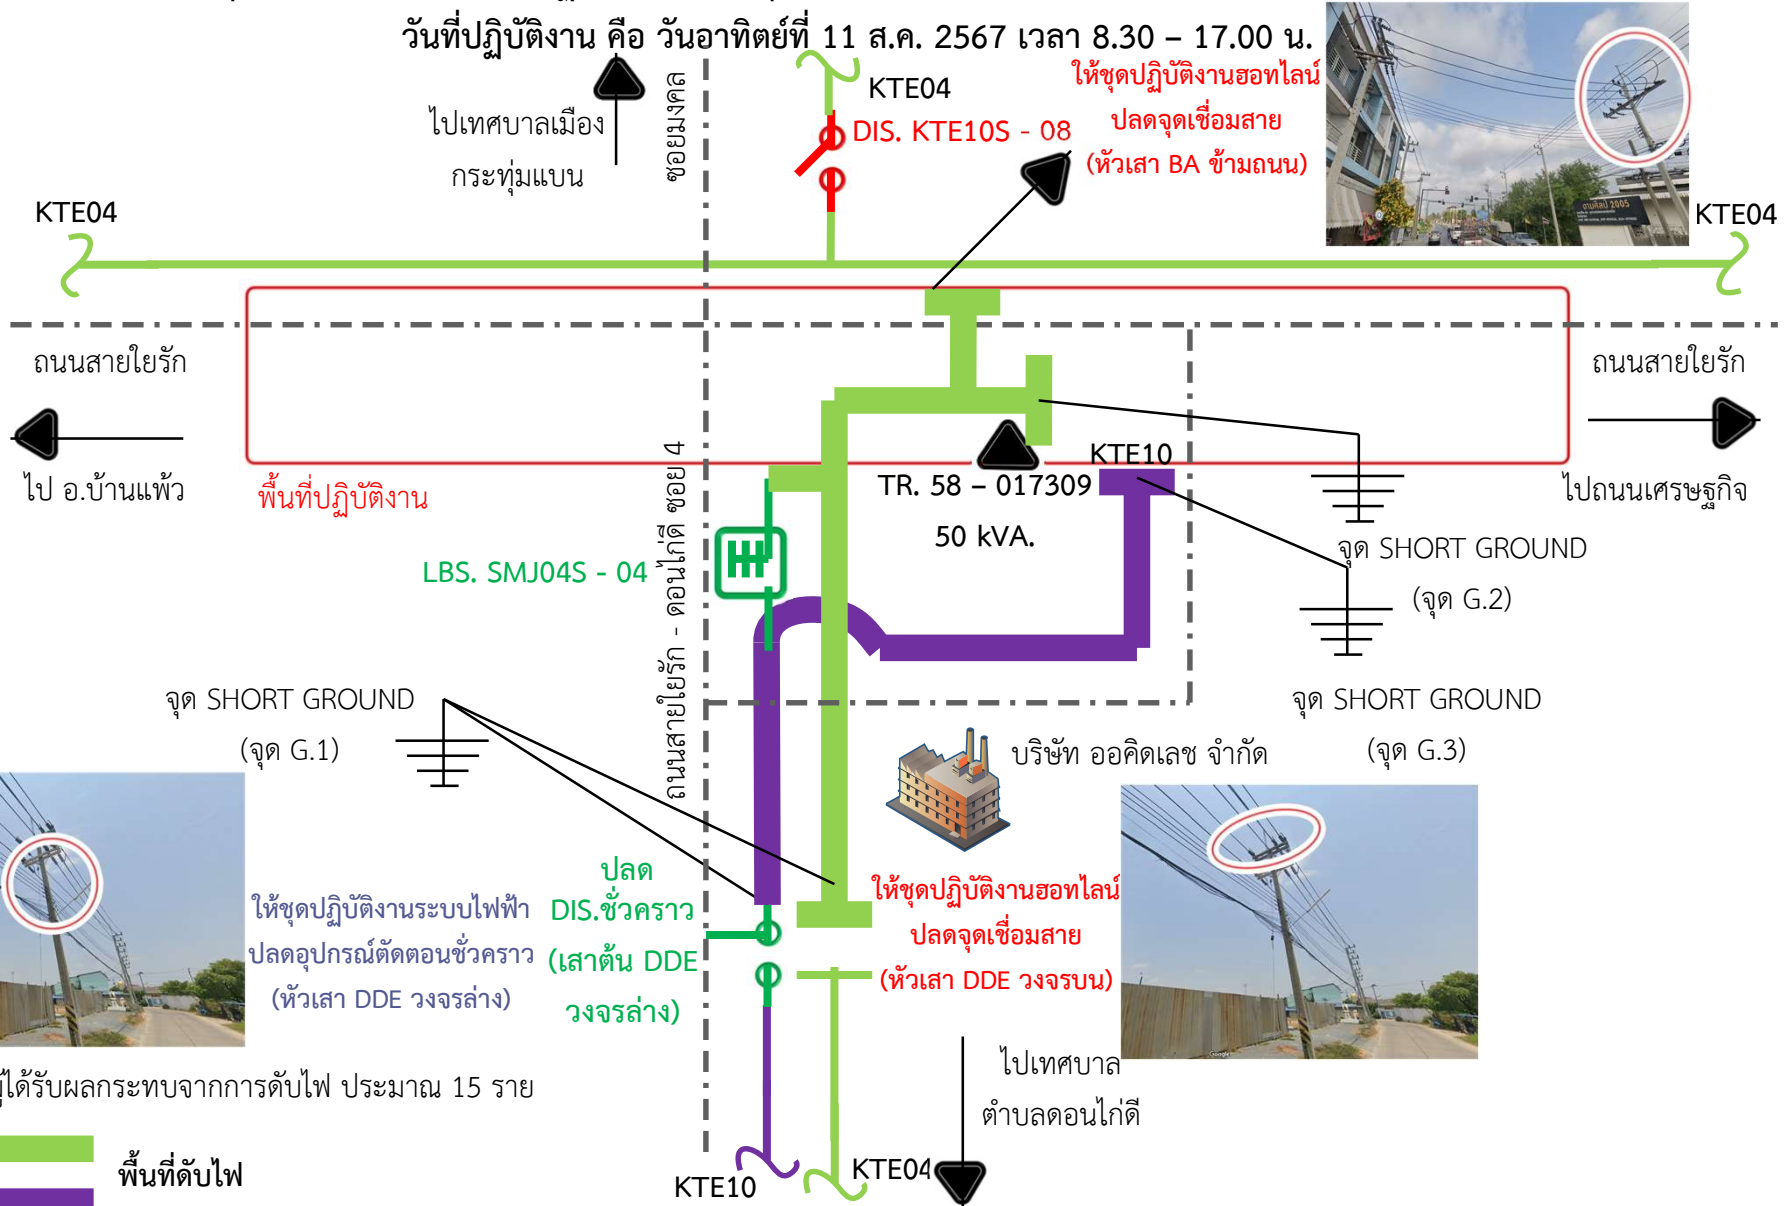 วันที่ปฏิบัติงาน คือ วันอาทิตย์ที่ 11 ส.ค. 2567 เวลา 8.30 – 17.00 น.
ไปเทศบาลเมือง
กระทุ่มแบน
ซอยมงคล
KTE04
DIS. KTE10S - 08
ให้ชุดปฏิบัติงานฮอทไลน์
ปลดจุดเชื่อมสาย
(หัวเสา BA ข้ามถนน)
KTE04
KTE04
ถนนสายใยรัก
ถนนสายใยรัก
ไป อ.บ้านแพ้ว
พื้นที่ปฏิบัติงาน
ไปถนนเศรษฐกิจ
KTE10
TR. 58 – 017309
50 kVA.
LBS. SMJ04S - 04
ถนนสายใยรัก - ดอนไก่ดี ซอย 4
จุด SHORT GROUND
(จุด G.2)
จุด SHORT GROUND
(จุด G.3)
จุด SHORT GROUND
(จุด G.1)
บริษัท ออคิดเลช จำกัด
ให้ชุดปฏิบัติงานระบบไฟฟ้า
ปลดอุปกรณ์ตัดตอนชั่วคราว
(หัวเสา DDE วงจรล่าง)
ปลด
DIS.ชั่วคราว
(เสาต้น DDE
วงจรล่าง)
ให้ชุดปฏิบัติงานฮอทไลน์
ปลดจุดเชื่อมสาย
(หัวเสา DDE วงจรบน)
Google
ไปเทศบาล
ตำบลดอนไก่ดี
ได้รับผลกระทบจากการดับไฟ ประมาณ 15 ราย
พื้นที่ดับไฟ
KTE10
KTE04